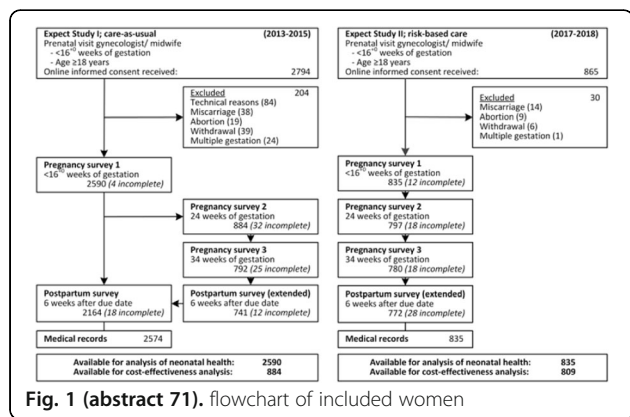 Expect Study I; care-as-usual (2013-2015)
Prenatal visit gynecologist/ midwife
- <16⁺⁰ weeks of gestation
- Age ≥18 years
Online informed consent received: 2794
Excluded 204
Technical reasons (84)
Miscarriage (38)
Abortion (19)
Withdrawal (39)
Multiple gestation (24)
Pregnancy survey 1
<16⁺⁰ weeks of gestation
2590 (4 incomplete)
Pregnancy survey 2
24 weeks of gestation
884 (32 incomplete)
Pregnancy survey 3
34 weeks of gestation
792 (25 incomplete)
Postpartum survey
6 weeks after due date
2164 (18 incomplete)
Postpartum survey (extended)
6 weeks after due date
741 (12 incomplete)
Medical records 2574
Available for analysis of neonatal health: 2590
Available for cost-effectiveness analysis: 884
Expect Study II; risk-based care (2017-2018)
Prenatal visit gynecologist/ midwife
- <16⁺⁰ weeks of gestation
- Age ≥18 years
Online informed consent received: 865
Excluded 30
Miscarriage (14)
Abortion (9)
Withdrawal (6)
Multiple gestation (1)
Pregnancy survey 1
<16⁺⁰ weeks of gestation
835 (12 incomplete)
Pregnancy survey 2
24 weeks of gestation
797 (18 incomplete)
Pregnancy survey 3
34 weeks of gestation
780 (18 incomplete)
Postpartum survey (extended)
6 weeks after due date
772 (28 incomplete)
Medical records 835
Available for analysis of neonatal health: 835
Available for cost-effectiveness analysis: 809
Fig. 1 (abstract 71). flowchart of included women